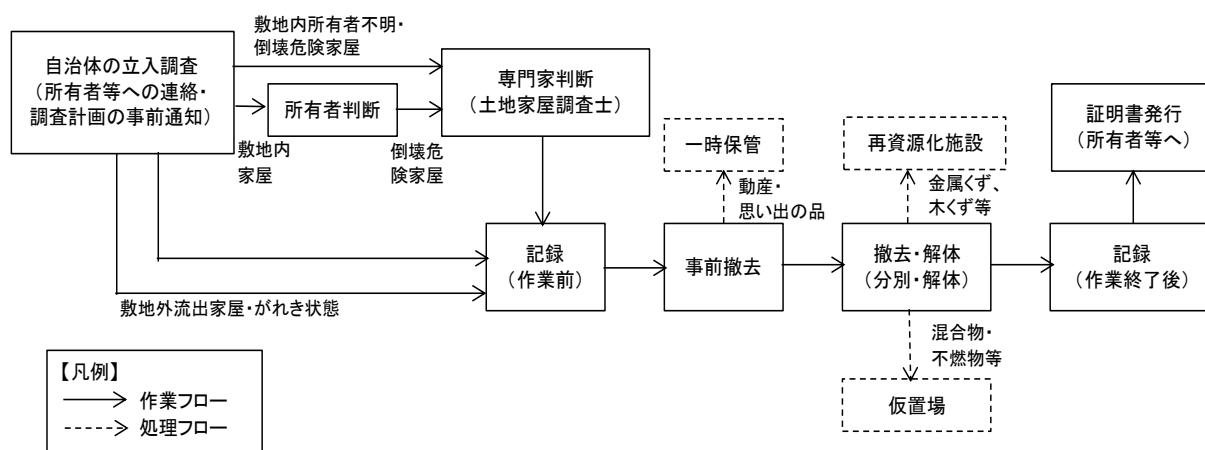 敷地内所有者不明・
倒壊危険家屋
自治体の立入調査
(所有者等への連絡・
調査計画の事前通知)
所有者判断
専門家判断
(土地家屋調査士)
敷地内
家屋
倒壊危
険家屋
一時保管
再資源化施設
証明書発行
(所有者等へ)
動産・
思い出の品
金属くず、
木くず等
記録
(作業前)
事前撤去
撤去・解体
(分別・解体)
記録
(作業終了後)
敷地外流出家屋・がれき状態
混合物・
不燃物等
仮置場
【凡例】
作業フロー
処理フロー